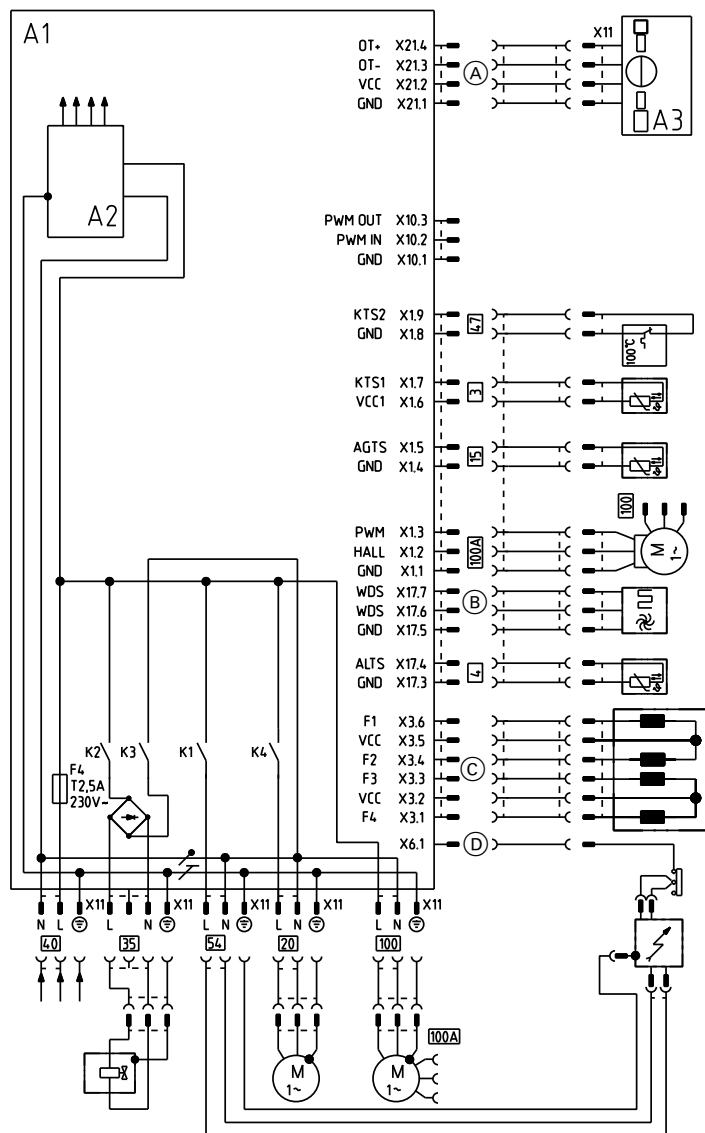 A1
OT+ X21.4
OT- X21.3
VCC X21.2
GND X21.1
A
X11
A3
A2
PWM OUT X10.3
PWM IN X10.2
GND X10.1
KTS2 X1.9
GND X1.8
47
100°C
KTS1 X1.7
VCC1 X1.6
3
AGTS X1.5
GND X1.4
15
100
PWM X1.3
HALL X1.2
GND X1.1
100A
M
1~
WDS X17.7
WDS X17.6
GND X17.5
B
ALTS X17.4
GND X17.3
4
F1 X3.6
VCC X3.5
F2 X3.4
F3 X3.3
VCC X3.2
F4 X3.1
C
X6.1
D
K2
K3
K1
K4
F4
T2,5A
230V~
N L X11
L N X11
L N X11
L N X11
L N X11
40
35
54
20
100
M
1~
M
1~
100A